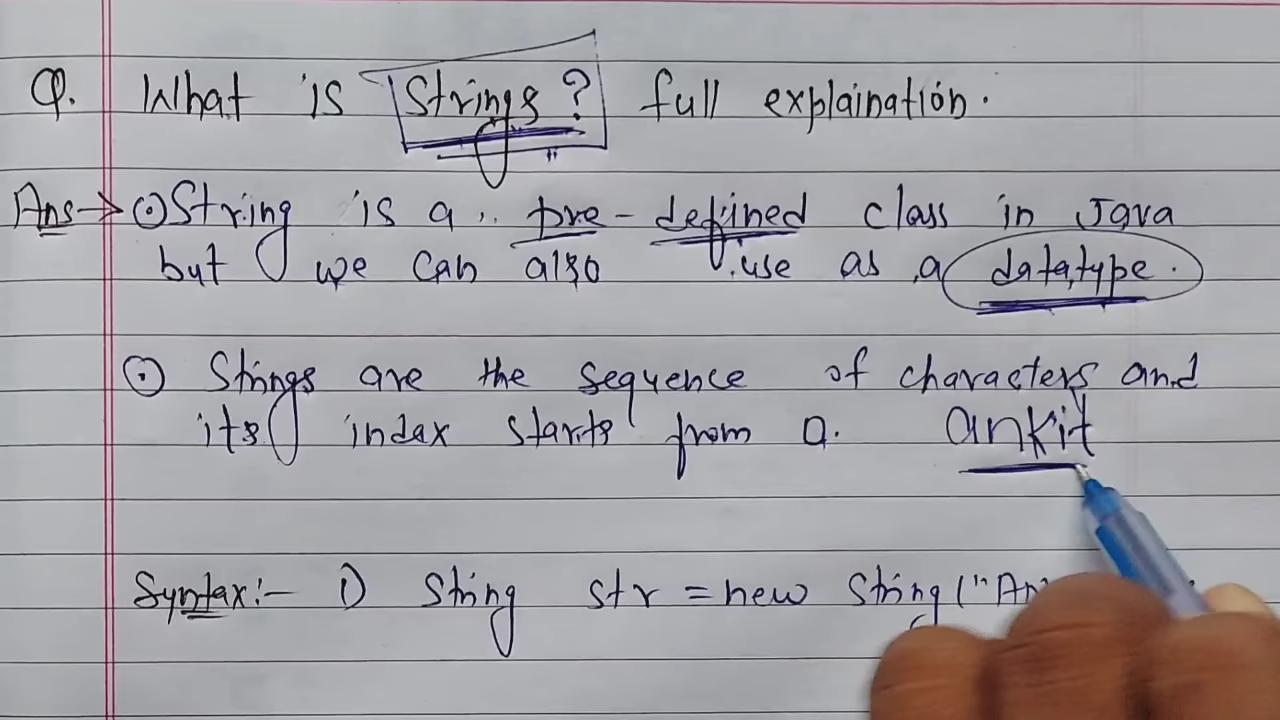 Q. What is Strings? full explaination.
Ans→ ⊙ String is a pre-defined class in Java
but we can also use as a datatype.
⊙ Strings are the sequence of characters and
its index starts from 0. ankit
Syntax:- 1) String str = new String("An